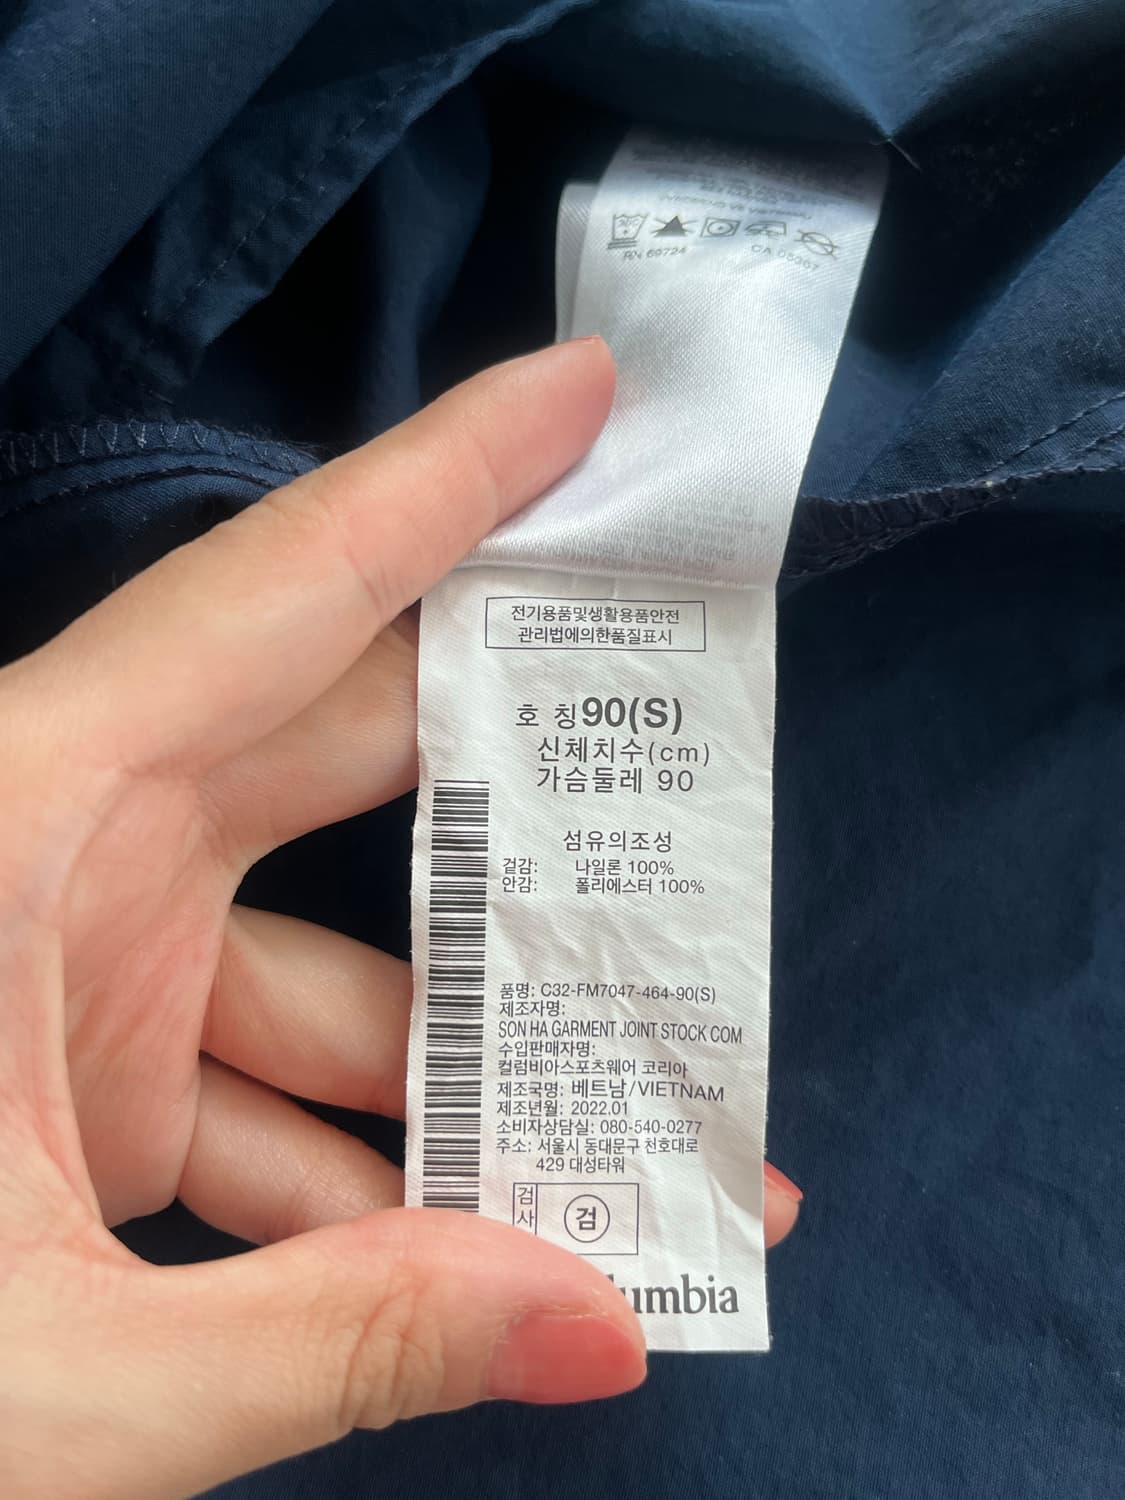 RN 69724 CA 05367
전기용품및생활용품안전
관리법에의한품질표시
호 칭 90(S)
신체치수(cm)
가슴둘레 90
섬유의조성
겉감: 나일론 100%
안감: 폴리에스터 100%
품명: C32-FM7047-464-90(S)
제조자명:
SON HA GARMENT JOINT STOCK COM
수입판매자명:
컬럼비아스포츠웨어 코리아
제조국명: 베트남/VIETNAM
제조년월: 2022.01
소비자상담실: 080-540-0277
주소: 서울시 동대문구 천호대로
429 대성타워
검사
검
umbia